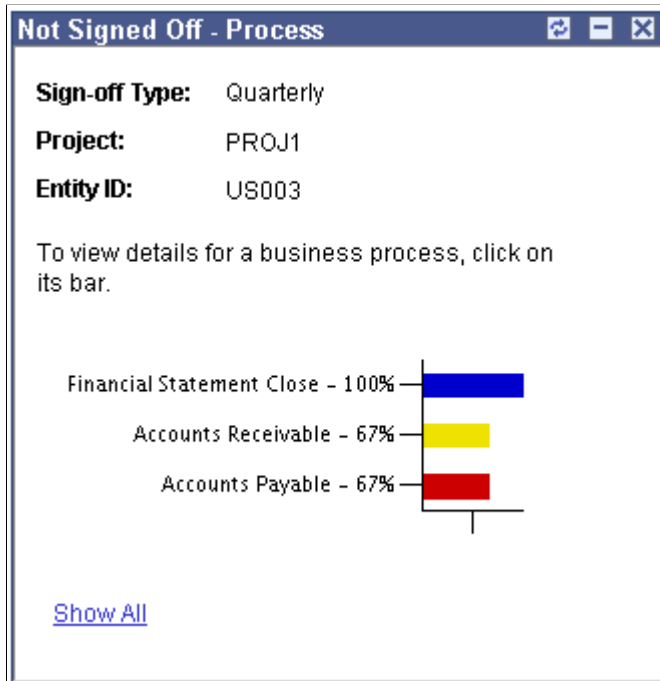 Not Signed Off - Process
Sign-off Type: Quarterly
Project: PROJ1
Entity ID: US003
To view details for a business process, click on
its bar.
Financial Statement Close – 100%
Accounts Receivable – 67%
Accounts Payable – 67%
Show All